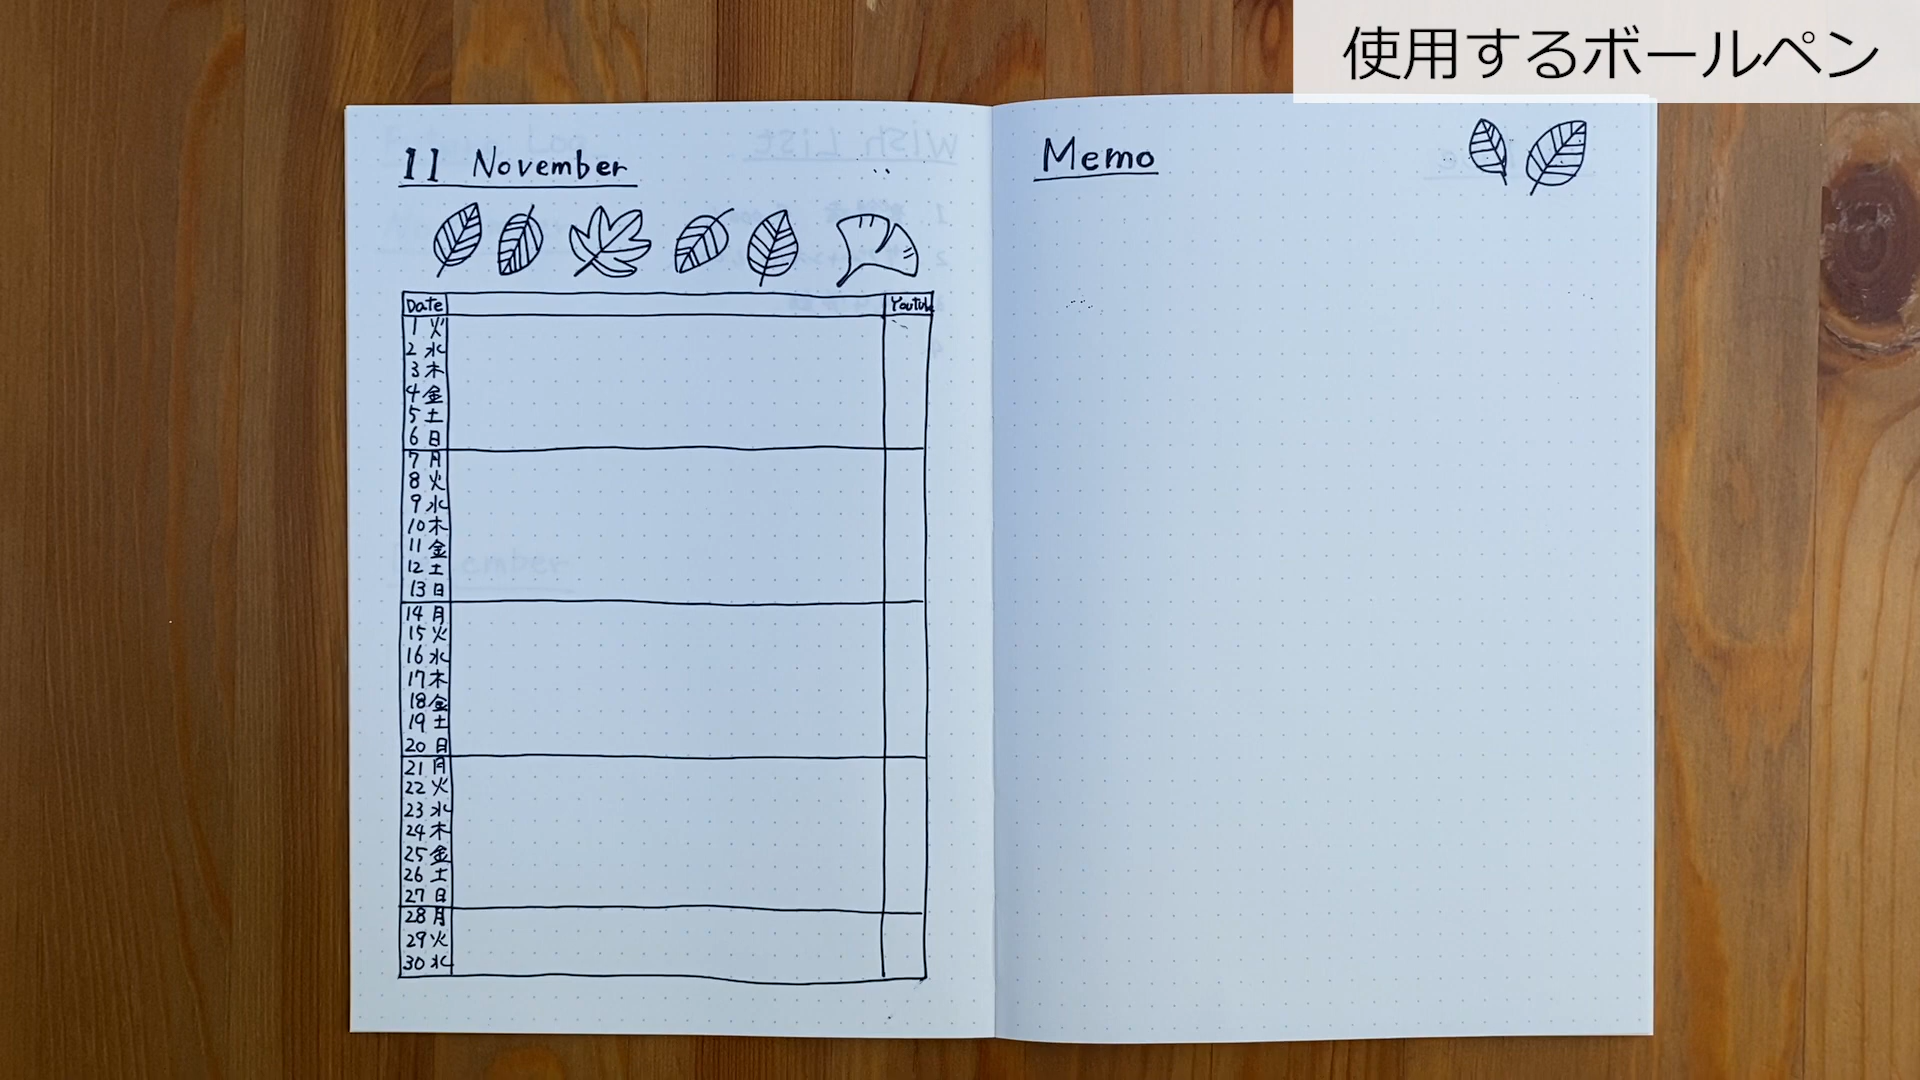 使用するボールペン
11 November
Date Youtube
1 火
2 水
3 木
4 金
5 土
6 日
7 月
8 火
9 水
10 木
11 金
12 土
13 日
14 月
15 火
16 水
17 木
18 金
19 土
20 日
21 月
22 火
23 水
24 木
25 金
26 土
27 日
28 月
29 火
30 水
Memo
Wish List